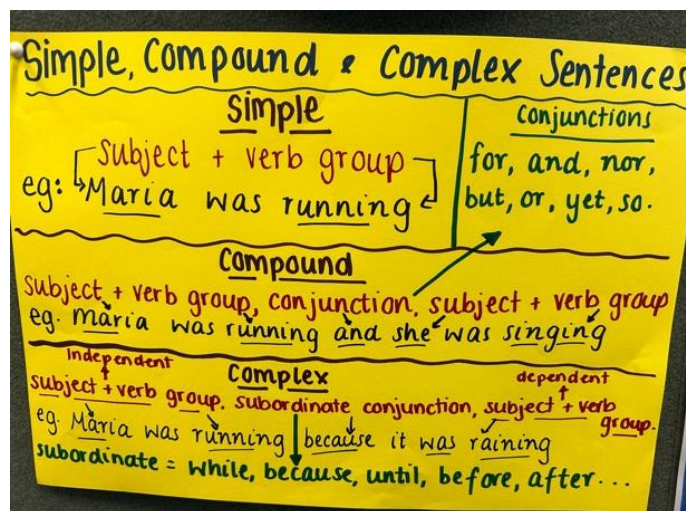 Simple, Compound & Complex Sentences
Simple
subject + verb group
eg: Maria was running
Conjunctions
for, and, nor,
but, or, yet, so.
Compound
subject + verb group, conjunction, subject + verb group
eg. Maria was running and she was singing
Complex
Independent
dependent
subject + verb group. subordinate conjunction, subject + verb
group.
eg. Maria was running because it was raining
subordinate = while, because, until, before, after...